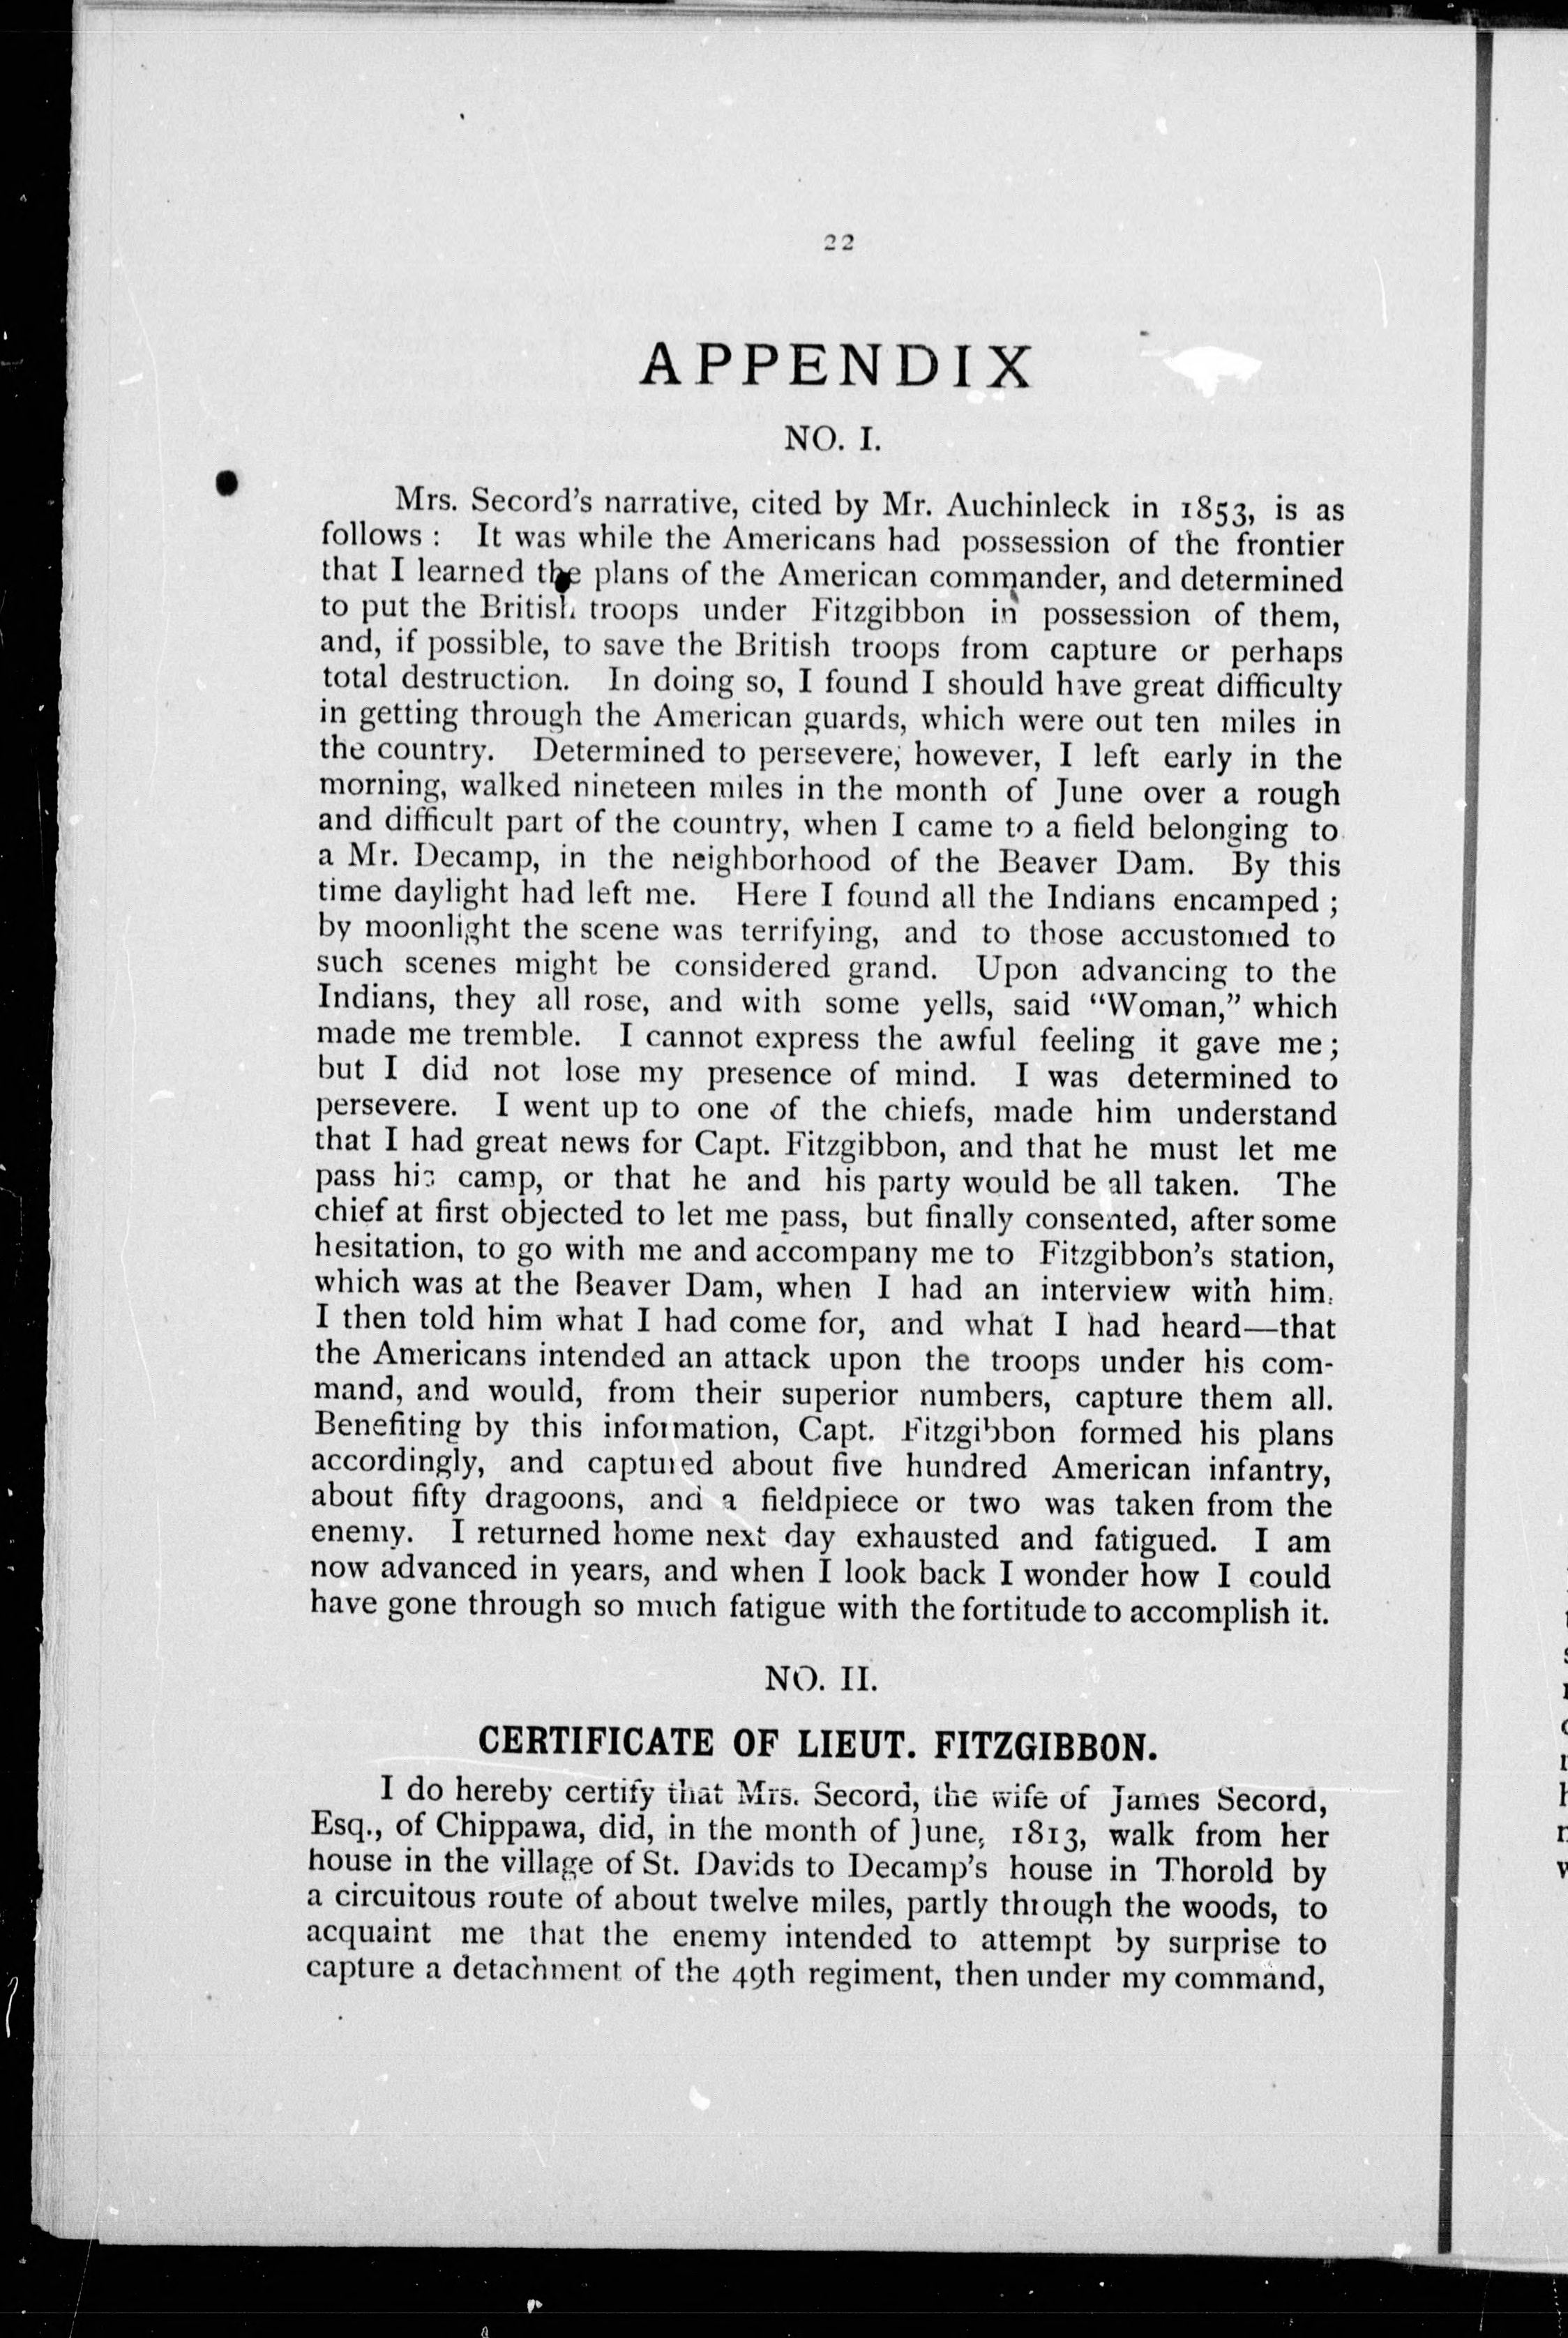 22
APPENDIX
NO. I.
Mrs. Secord's narrative, cited by Mr. Auchinleck in 1853, is as
follows : It was while the Americans had possession of the frontier
that I learned the plans of the American commander, and determined
to put the British troops under Fitzgibbon in possession of them,
and, if possible, to save the British troops from capture or perhaps
total destruction. In doing so, I found I should have great difficulty
in getting through the American guards, which were out ten miles in
the country. Determined to persevere, however, I left early in the
morning, walked nineteen miles in the month of June over a rough
and difficult part of the country, when I came to a field belonging to
a Mr. Decamp, in the neighborhood of the Beaver Dam. By this
time daylight had left me. Here I found all the Indians encamped ;
by moonlight the scene was terrifying, and to those accustomed to
such scenes might be considered grand. Upon advancing to the
Indians, they all rose, and with some yells, said “Woman,” which
made me tremble. I cannot express the awful feeling it gave me;
but I did not lose my presence of mind. I was determined to
persevere. I went up to one of the chiefs, made him understand
that I had great news for Capt. Fitzgibbon, and that he must let me
pass his camp, or that he and his party would be all taken. The
chief at first objected to let me pass, but finally consented, after some
hesitation, to go with me and accompany me to Fitzgibbon's station,
which was at the Beaver Dam, when I had an interview with him.
I then told him what I had come for, and what I had heard—that
the Americans intended an attack upon the troops under his com-
mand, and would, from their superior numbers, capture them all.
Benefiting by this information, Capt. Fitzgibbon formed his plans
accordingly, and captured about five hundred American infantry,
about fifty dragoons, and a fieldpiece or two was taken from the
enemy. I returned home next day exhausted and fatigued. I am
now advanced in years, and when I look back I wonder how I could
have gone through so much fatigue with the fortitude to accomplish it.
NO. II.
CERTIFICATE OF LIEUT. FITZGIBBON.
I do hereby certify that Mrs. Secord, the wife of James Secord,
Esq., of Chippawa, did, in the month of June, 1813, walk from her
house in the village of St. Davids to Decamp's house in Thorold by
a circuitous route of about twelve miles, partly through the woods, to
acquaint me that the enemy intended to attempt by surprise to
capture a detachment of the 49th regiment, then under my command,